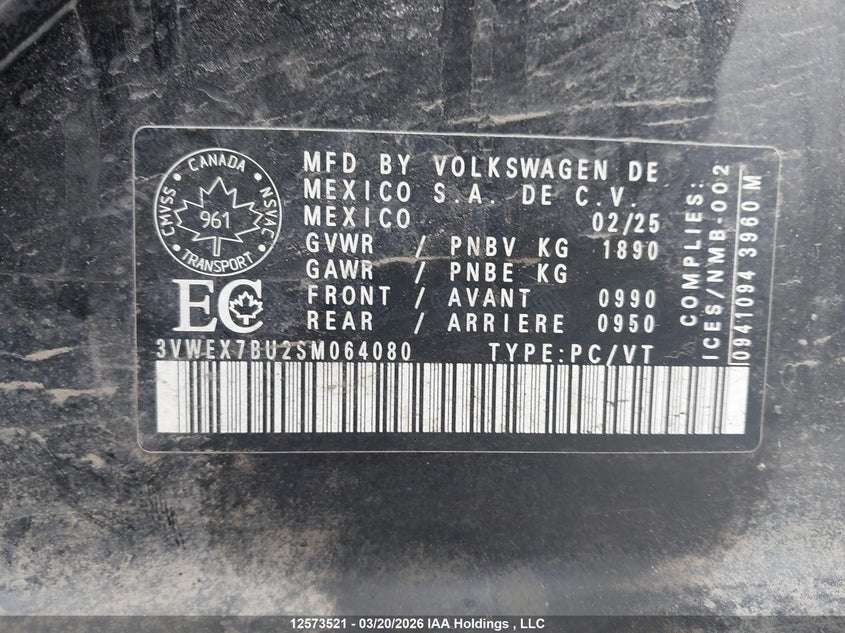 CMVSS CANADA NSVAC
961
TRANSPORT
EC
MFD BY VOLKSWAGEN DE
MEXICO S.A. DE C.V.
MEXICO 02/25
GVWR / PNBV KG 1890
GAWR / PNBE KG
FRONT / AVANT 0990
REAR / ARRIERE 0950
3VWEX7BU2SM064080 TYPE:PC/VT
COMPLIES:
ICES/NMB-002
0941094 3960 M
12573521 - 03/20/2026 IAA Holdings , LLC